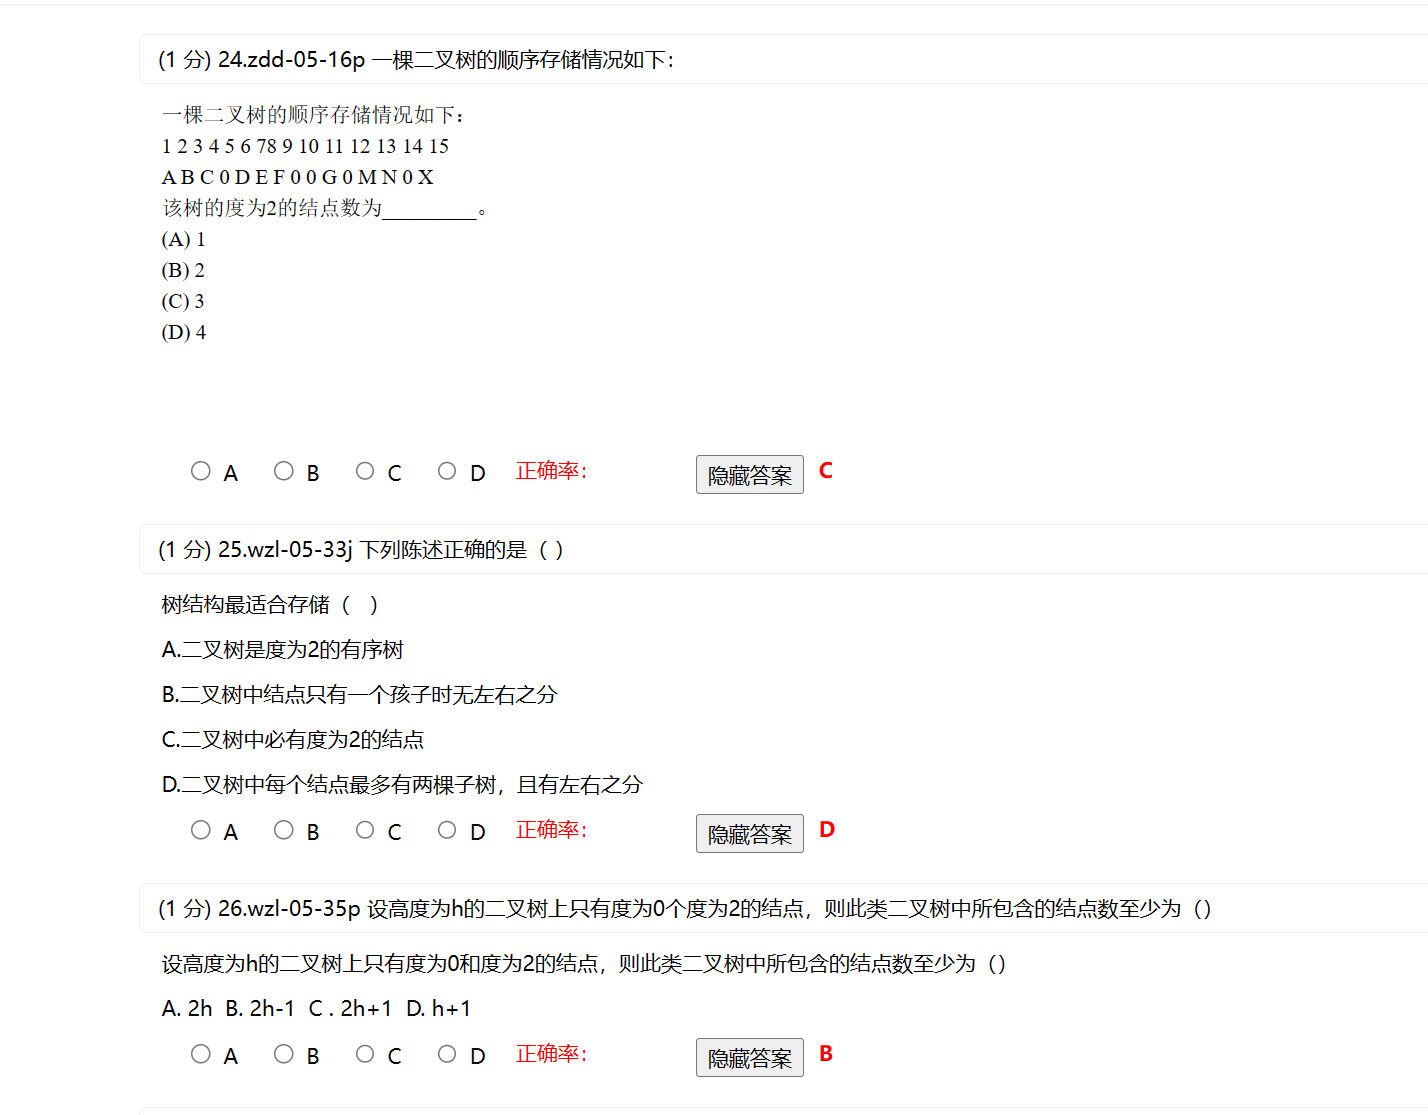 (1 分) 24.zdd-05-16p 一棵二叉树的顺序存储情况如下：
一棵二叉树的顺序存储情况如下：
1 2 3 4 5 6 78 9 10 11 12 13 14 15
A B C 0 D E F 0 0 G 0 M N 0 X
该树的度为2的结点数为_________。
(A) 1
(B) 2
(C) 3
(D) 4
A B C D 正确率： 隐藏答案 C
(1 分) 25.wzl-05-33j 下列陈述正确的是（ ）
树结构最适合存储（ ）
A.二叉树是度为2的有序树
B.二叉树中结点只有一个孩子时无左右之分
C.二叉树中必有度为2的结点
D.二叉树中每个结点最多有两棵子树，且有左右之分
A B C D 正确率： 隐藏答案 D
(1 分) 26.wzl-05-35p 设高度为h的二叉树上只有度为0个度为2的结点，则此类二叉树中所包含的结点数至少为（）
设高度为h的二叉树上只有度为0和度为2的结点，则此类二叉树中所包含的结点数至少为（）
A. 2h B. 2h-1 C . 2h+1 D. h+1
A B C D 正确率： 隐藏答案 B